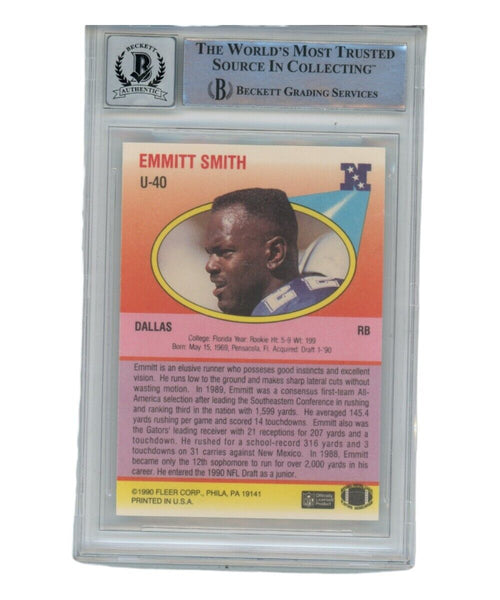 BECKETT
B
AUTHENTIC
THE WORLD'S MOST TRUSTED
SOURCE IN COLLECTING™
B BECKETT GRADING SERVICES
EMMITT SMITH
U-40
N
DALLAS
RB
College: Florida Year: Rookie Ht: 5-9 Wt: 199
Born: May 15, 1969, Pensacola, Fl. Acquired: Draft 1-'90
Emmitt is an elusive runner who posseses good instincts and excellent
vision. He runs low to the ground and makes sharp lateral cuts without
wasting motion. In 1989, Emmitt was a consensus first-team All-
America selection after leading the Southeastern Conference in rushing
and ranking third in the nation with 1,599 yards. He averaged 145.4
yards rushing per game and scored 14 touchdowns. Emmitt also was
the Gators' leading receiver with 21 receptions for 207 yards and a
touchdown. He rushed for a school-record 316 yards and 3
touchdowns on 31 carries against New Mexico. In 1988, Emmitt
became only the 12th sophomore to run for over 2,000 yards in his
career. He entered the 1990 NFL Draft as a junior.
©1990 FLEER CORP., PHILA, PA 19141
PRINTED IN U.S.A.
Officially
Licensed
Product